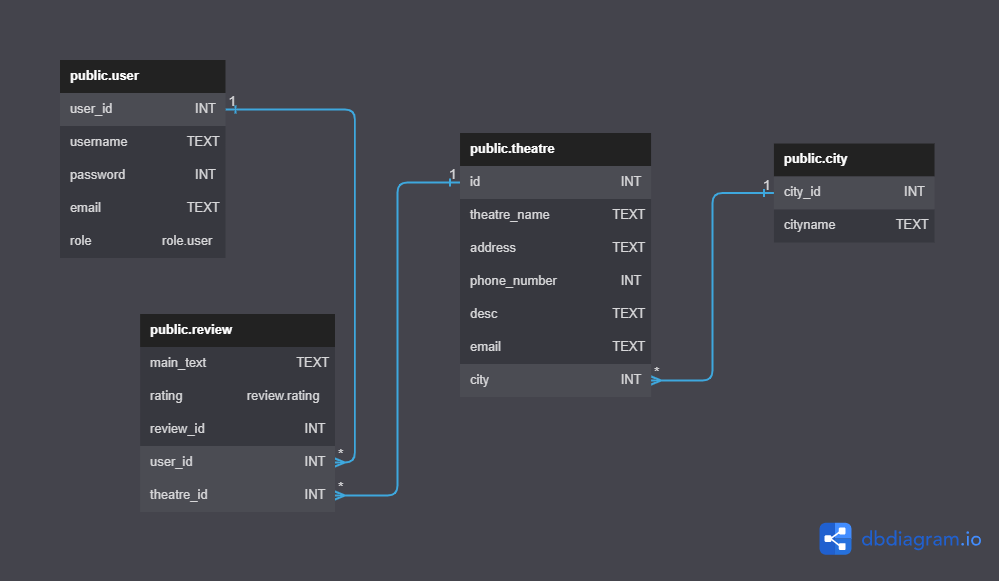 public.user
user_id INT
username TEXT
password INT
email TEXT
role role.user
1
public.review
main_text TEXT
rating review.rating
review_id INT
user_id INT
theatre_id INT
*
*
public.theatre
1
id INT
theatre_name TEXT
address TEXT
phone_number INT
desc TEXT
email TEXT
city INT
*
public.city
1
city_id INT
cityname TEXT
dbdiagram.io